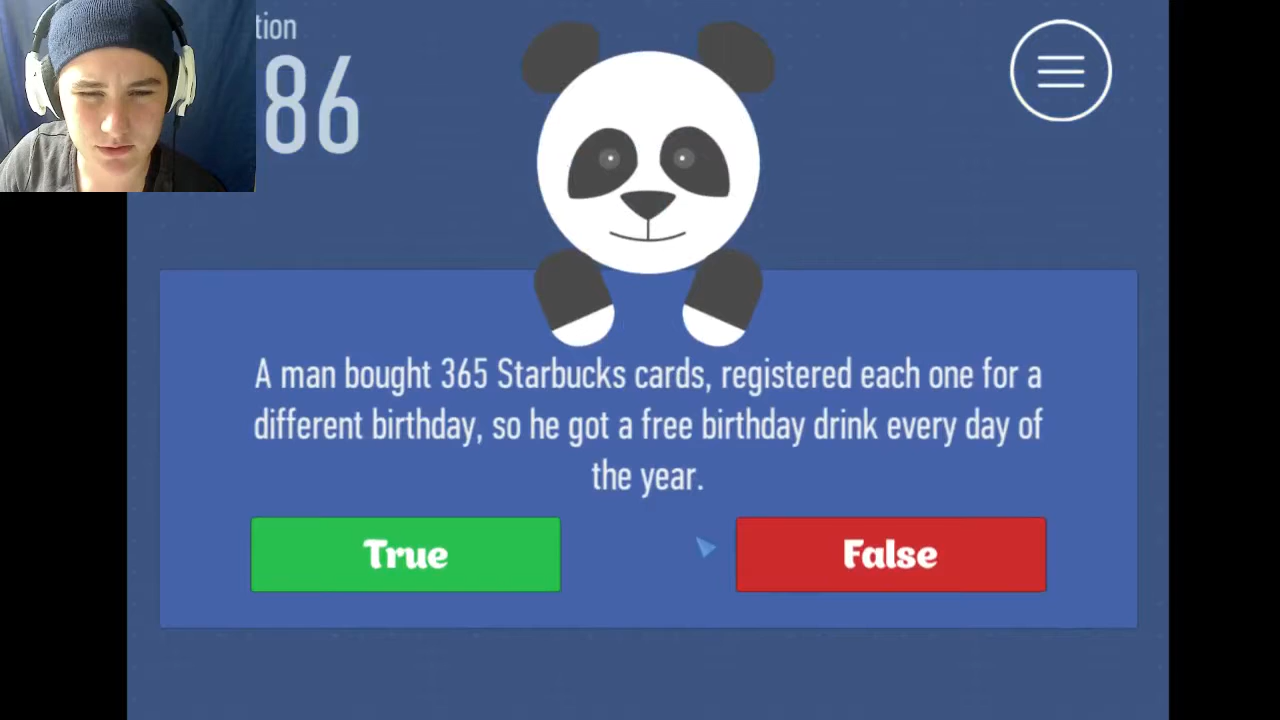 tion
86
A man bought 365 Starbucks cards, registered each one for a
different birthday, so he got a free birthday drink every day of
the year.
True
False